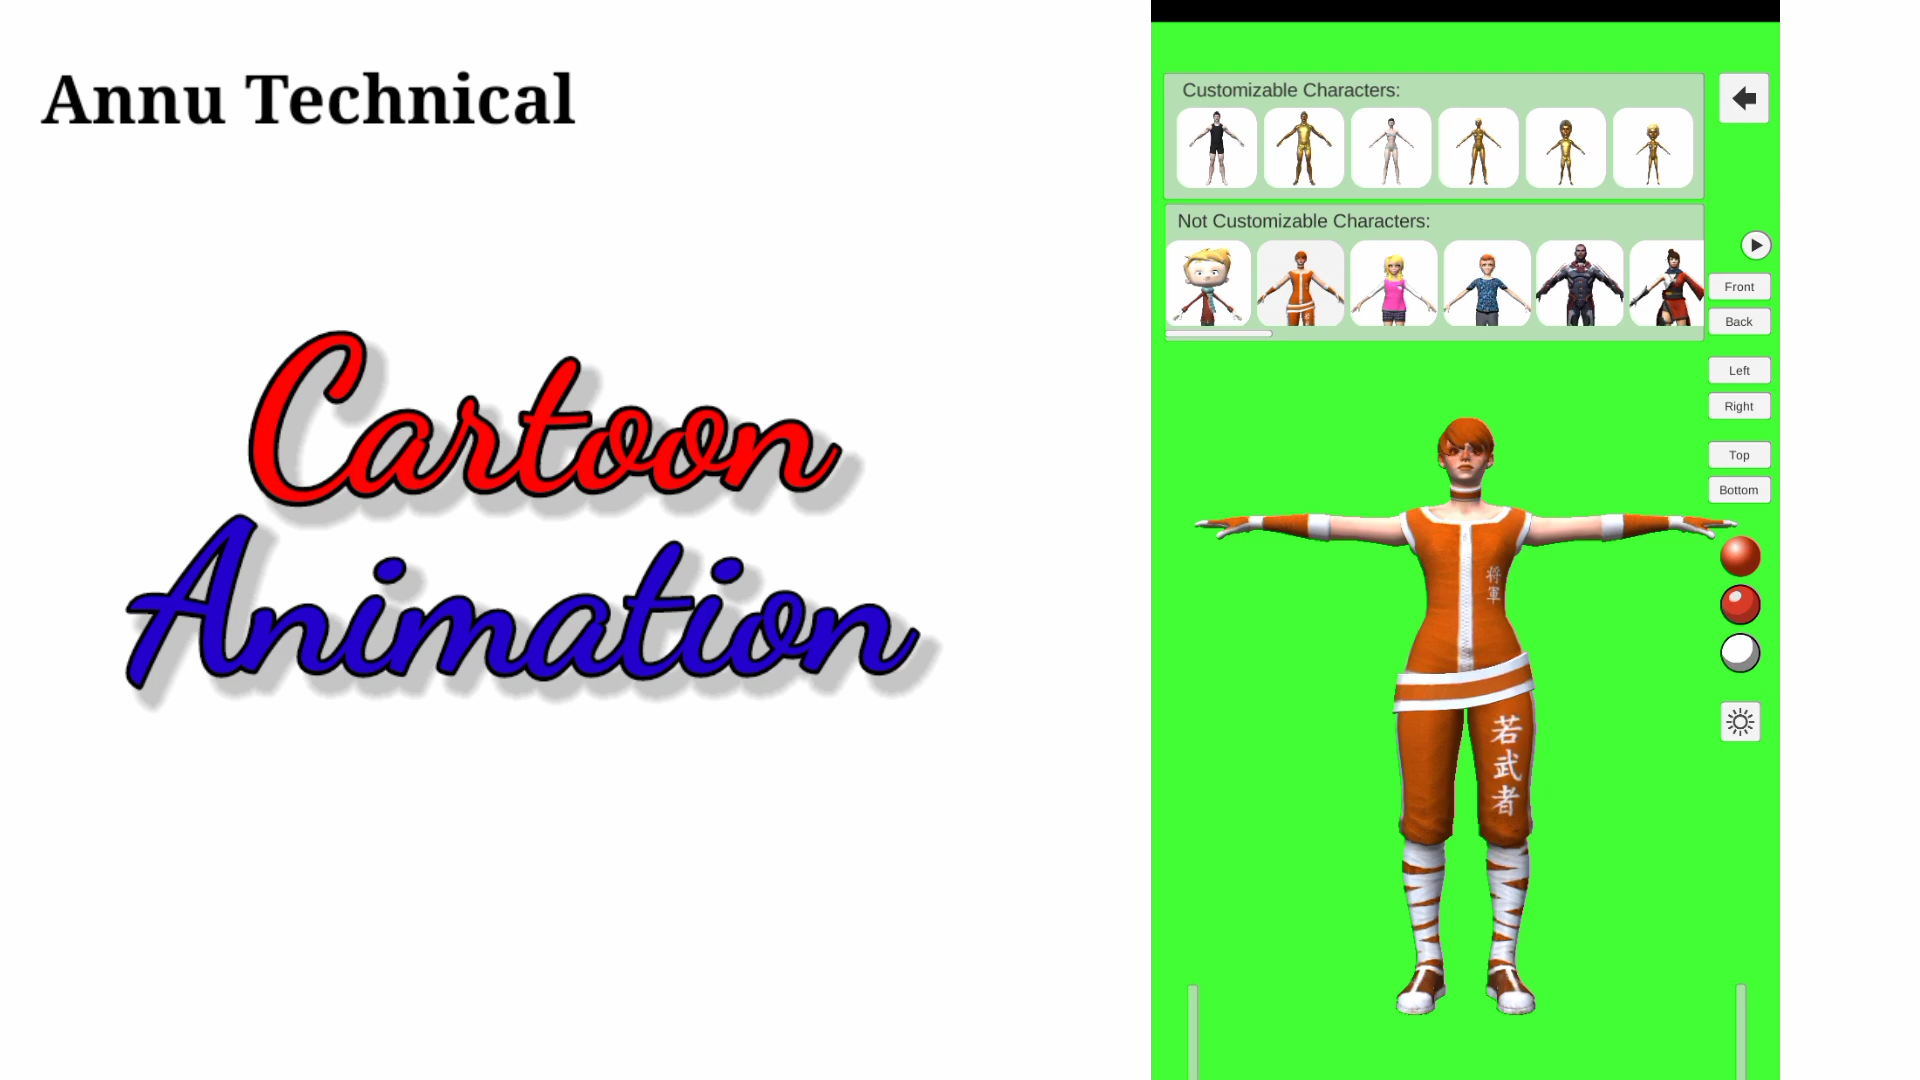 Annu Technical
Cartoon
Animation
Customizable Characters:
Not Customizable Characters:
Front
Back
Left
Right
Top
Bottom
将
軍
若
武
者